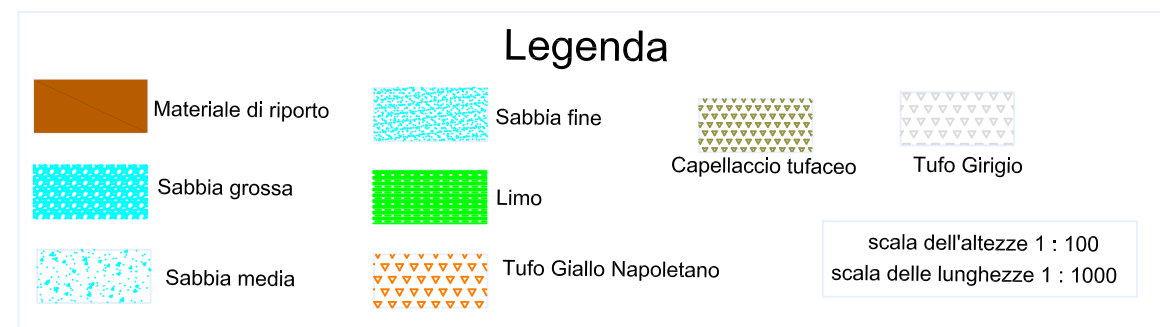 Legenda
Materiale di riporto
Sabbia grossa
Sabbia media
Sabbia fine
Limo
Tufo Giallo Napoletano
Capellaccio tufaceo
Tufo Girigio
scala dell'altezze 1 : 100
scala delle lunghezze 1 : 1000